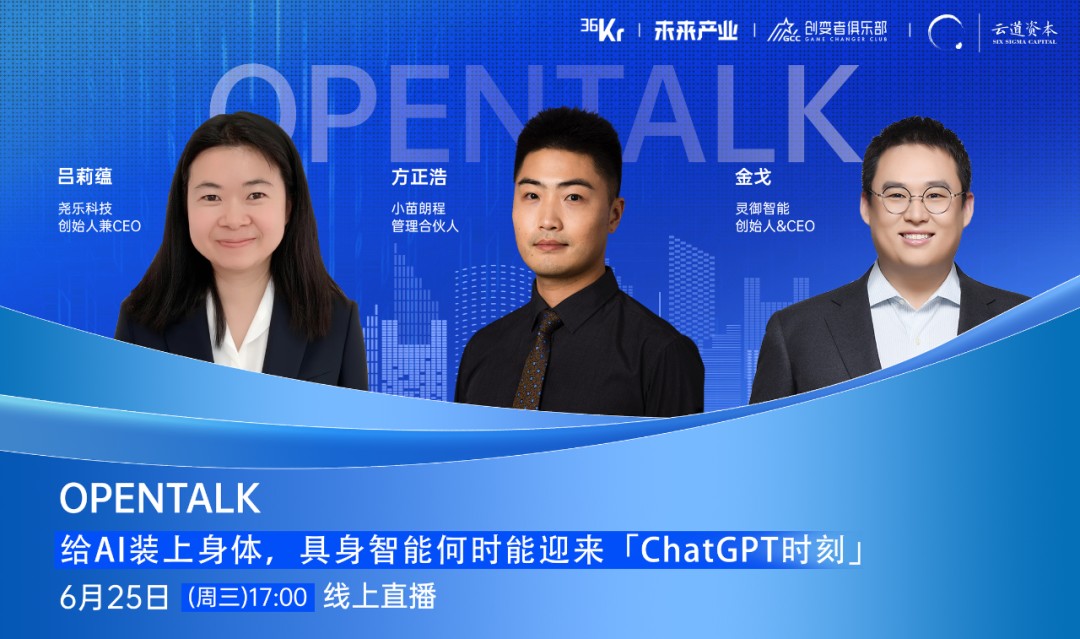 36Kr | 未来产业 | GCC 创变者俱乐部 GAME CHANGER CLUB | 云道资本 SIX SIGMA CAPITAL
OPENTALK
吕莉蕴
尧乐科技
创始人兼CEO
方正浩
小苗朗程
管理合伙人
金戈
灵御智能
创始人&CEO
OPENTALK
给AI装上身体，具身智能何时能迎来「ChatGPT时刻」
6月25日 (周三)17:00 线上直播